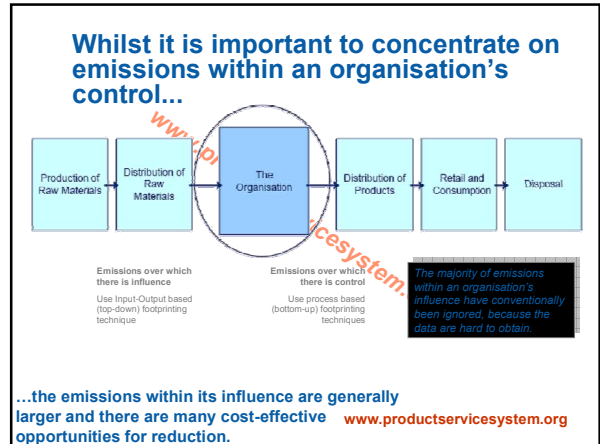 Whilst it is important to concentrate on
emissions within an organisation's
control...
Production of
Raw Materials
Distribution of
Raw
Materials
The
Organisation
Distribution of
Products
Retail and
Consumption
Disposal
Emissions over which
there is influence
Use Input-Output based
(top-down) footprinting
technique
Emissions over which
there is control
Use process based
(bottom-up) footprinting
techniques
The majority of emissions
within an organisation's
influence have conventionally
been ignored, because the
data are hard to obtain.
…the emissions within its influence are generally
larger and there are many cost-effective
opportunities for reduction.
www.productservicesystem.org